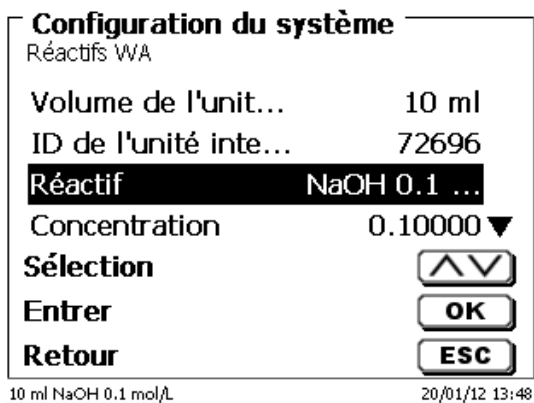 Configuration du système
Réactifs WA
Volume de l'unit... 10 ml
ID de l'unité inte... 72696
Réactif NaOH 0.1 ...
Concentration 0.10000
Sélection
Entrer OK
Retour ESC
10 ml NaOH 0.1 mol/L 20/01/12 13:48